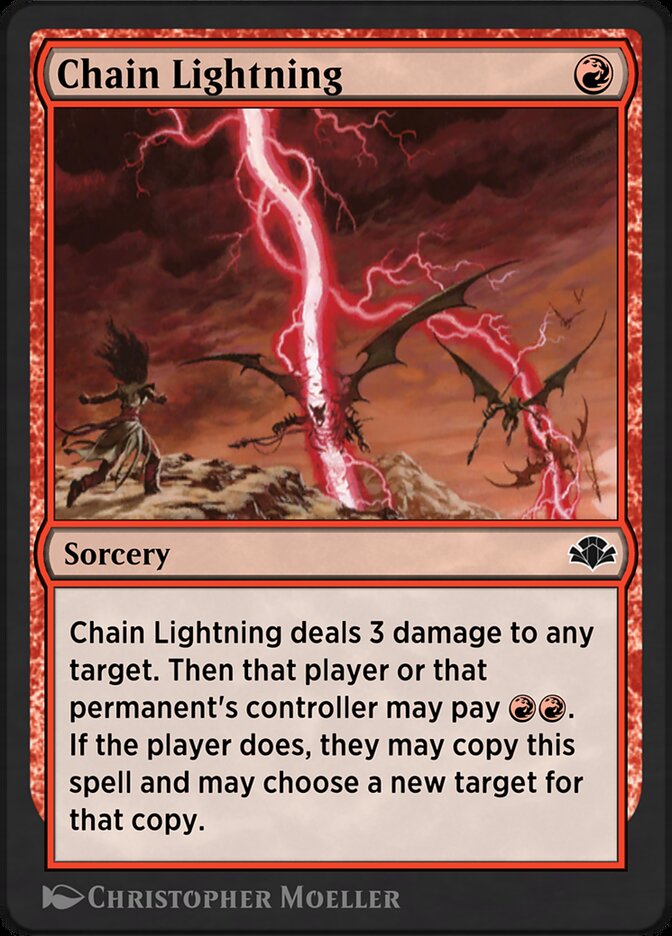 Chain Lightning
Sorcery
Chain Lightning deals 3 damage to any
target. Then that player or that
permanent's controller may pay .
If the player does, they may copy this
spell and may choose a new target for
that copy.
Christopher Moeller